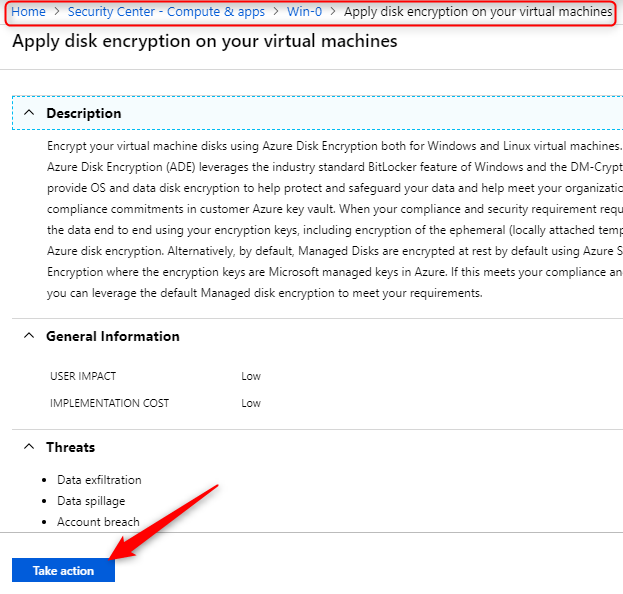 Home > Security Center - Compute & apps > Win-0 > Apply disk encryption on your virtual machines
Apply disk encryption on your virtual machines
Description
Encrypt your virtual machine disks using Azure Disk Encryption both for Windows and Linux virtual machines.
Azure Disk Encryption (ADE) leverages the industry standard BitLocker feature of Windows and the DM-Crypt
provide OS and data disk encryption to help protect and safeguard your data and help meet your organizatio
compliance commitments in customer Azure key vault. When your compliance and security requirement requ
the data end to end using your encryption keys, including encryption of the ephemeral (locally attached temp
Azure disk encryption. Alternatively, by default, Managed Disks are encrypted at rest by default using Azure S
Encryption where the encryption keys are Microsoft managed keys in Azure. If this meets your compliance an
you can leverage the default Managed disk encryption to meet your requirements.
General Information
USER IMPACT Low
IMPLEMENTATION COST Low
Threats
• Data exfiltration
• Data spillage
• Account breach
Take action